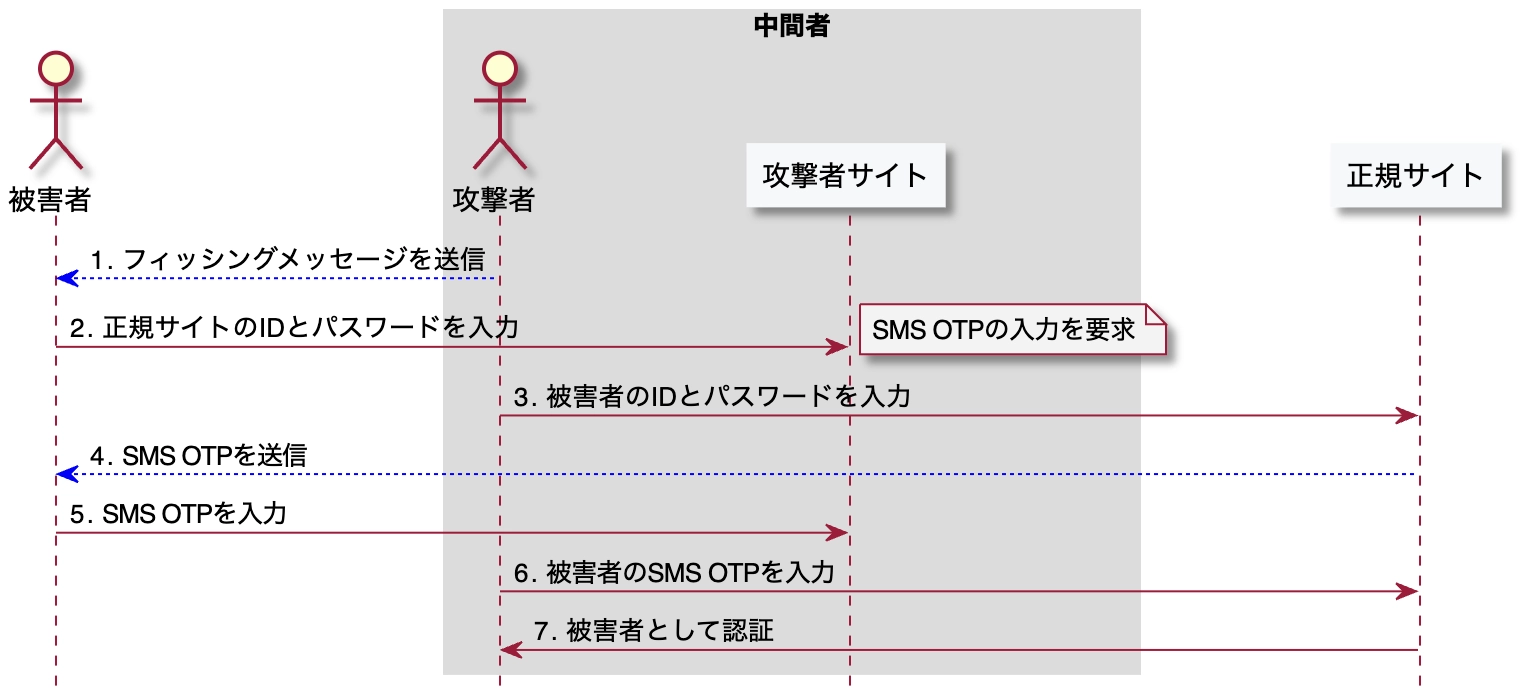 中間者
被害者
攻撃者
攻撃者サイト
正規サイト
1. フィッシングメッセージを送信
2. 正規サイトのIDとパスワードを入力
SMS OTPの入力を要求
3. 被害者のIDとパスワードを入力
4. SMS OTPを送信
5. SMS OTPを入力
6. 被害者のSMS OTPを入力
7. 被害者として認証